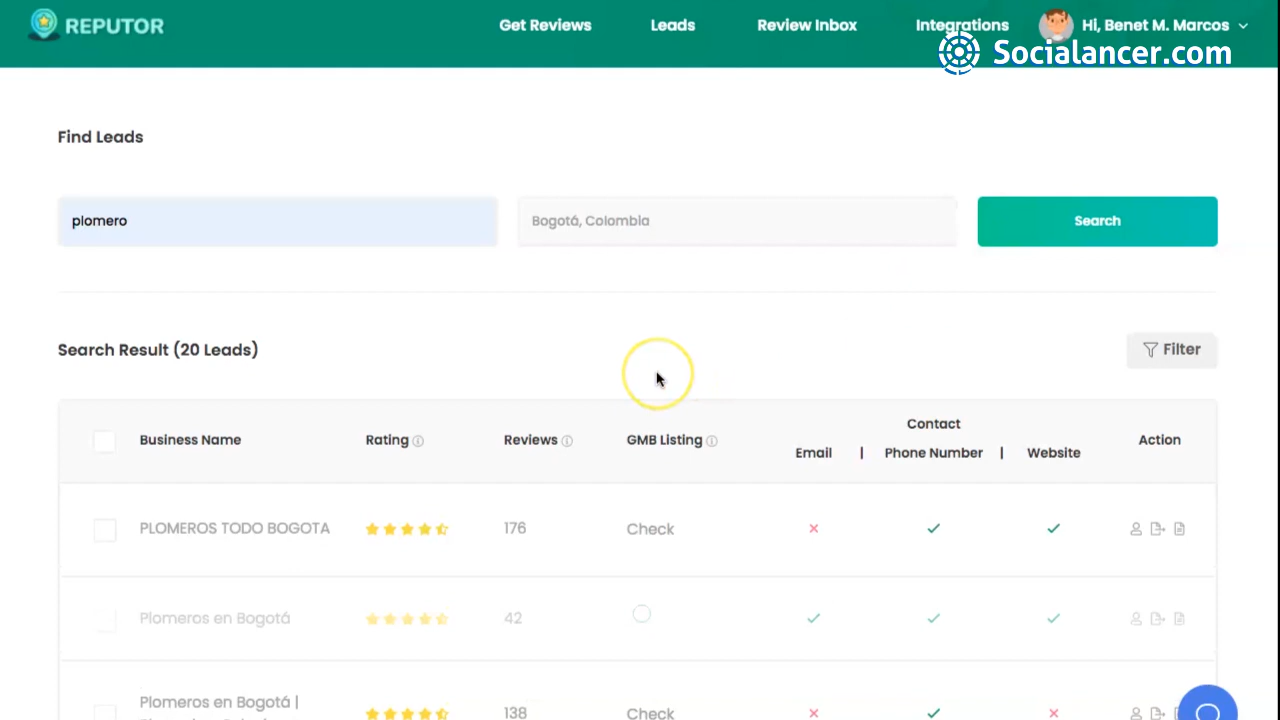 REPUTOR
Get Reviews
Leads
Review Inbox
Integrations
Hi, Benet M. Marcos
Socialancer.com
Find Leads
plomero
Bogotá, Colombia
Search
Search Result (20 Leads)
Filter
Business Name
Rating
Reviews
GMB Listing
Contact
Email | Phone Number | Website
Action
PLOMEROS TODO BOGOTA
176
Check
Plomeros en Bogotá
42
Plomeros en Bogotá |
138
Check